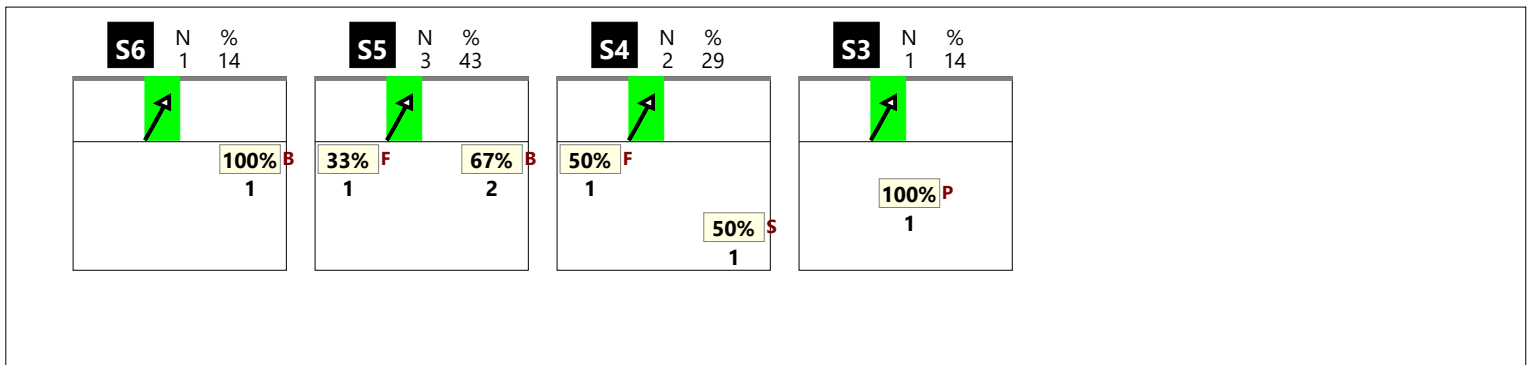 S6 N % S5 N % S4 N % S3 N %
1 14 3 43 2 29 1 14
100% B 33% F 67% B 50% F
1 1 2 1
100% P
1
50% S
1